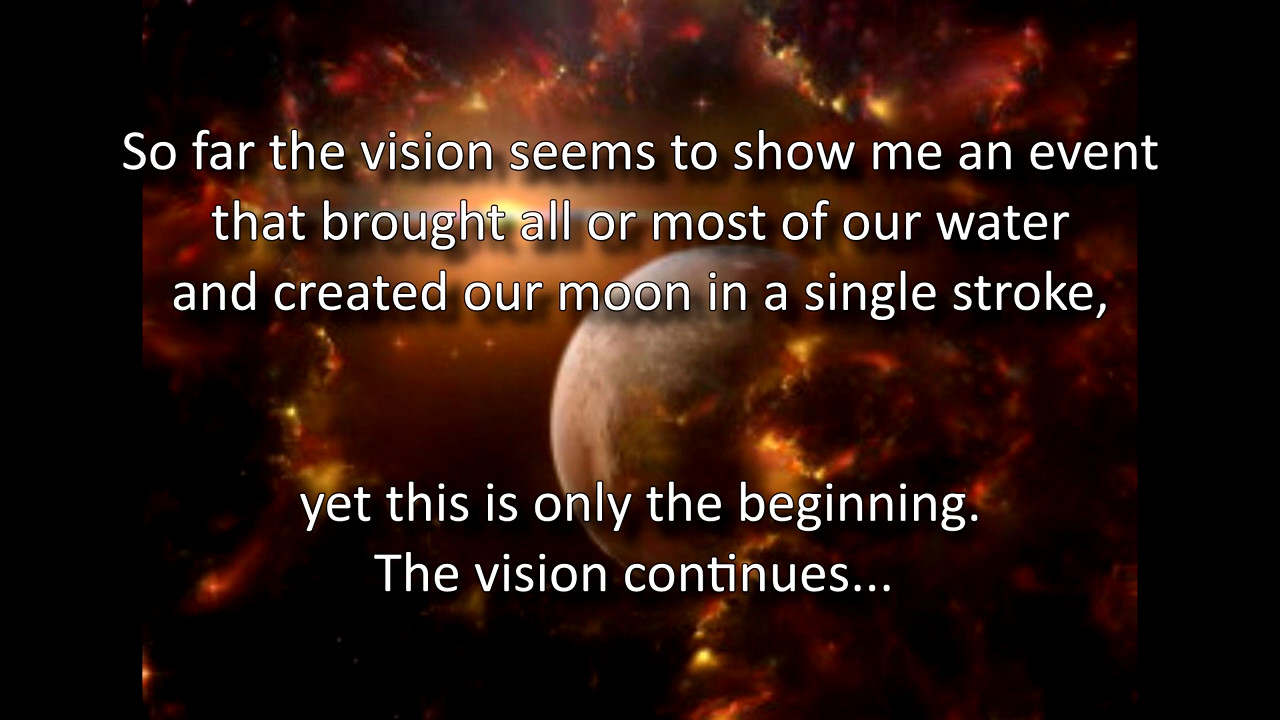 So far the vision seems to show me an event
that brought all or most of our water
and created our moon in a single stroke,
yet this is only the beginning.
The vision continues...